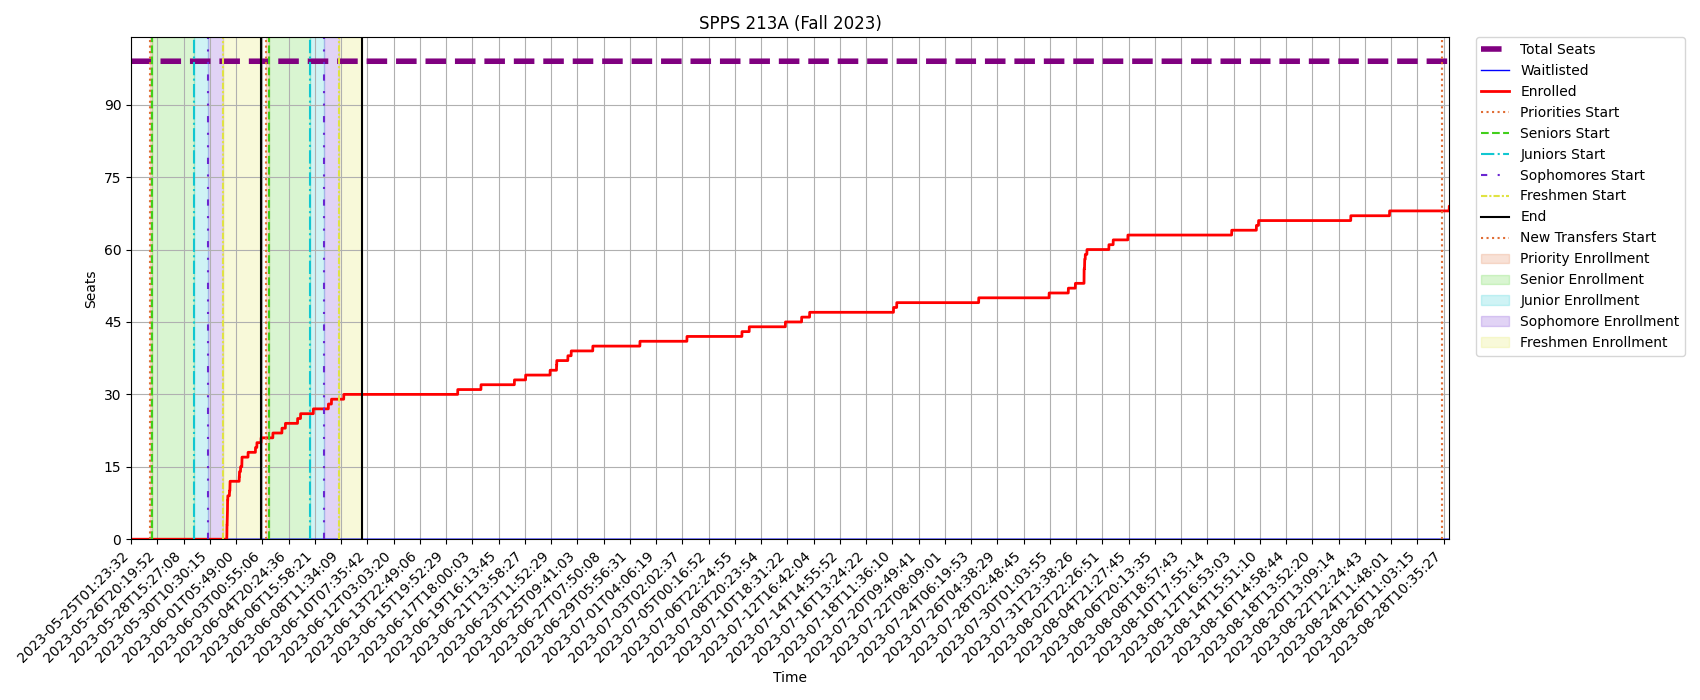 SPPS 213A (Fall 2023)
Seats
90
75
60
45
30
15
0
2023-05-25T01:23:32
2023-05-26T20:19:52
2023-05-28T15:27:08
2023-05-30T10:30:15
2023-06-01T05:49:00
2023-06-03T00:55:06
2023-06-04T20:24:36
2023-06-06T15:58:21
2023-06-08T11:34:09
2023-06-10T07:35:42
2023-06-12T03:03:20
2023-06-13T22:49:06
2023-06-15T19:52:29
2023-06-17T18:00:03
2023-06-19T16:13:45
2023-06-21T13:58:27
2023-06-23T11:52:29
2023-06-25T09:41:03
2023-06-27T07:50:08
2023-06-29T05:56:31
2023-07-01T04:06:19
2023-07-03T02:02:37
2023-07-05T00:16:52
2023-07-06T22:24:55
2023-07-08T20:23:54
2023-07-10T18:31:22
2023-07-12T16:42:04
2023-07-14T14:55:52
2023-07-16T13:24:22
2023-07-18T11:36:10
2023-07-20T09:49:41
2023-07-22T08:09:01
2023-07-24T06:19:53
2023-07-26T04:38:29
2023-07-28T02:48:45
2023-07-30T01:03:55
2023-07-31T23:38:26
2023-08-02T22:26:51
2023-08-04T21:27:45
2023-08-06T20:13:35
2023-08-08T18:57:43
2023-08-10T17:55:14
2023-08-12T16:53:03
2023-08-14T15:51:10
2023-08-16T14:58:44
2023-08-18T13:52:20
2023-08-20T13:09:14
2023-08-22T12:24:43
2023-08-24T11:48:01
2023-08-26T11:03:15
2023-08-28T10:35:27
Time
Total Seats
Waitlisted
Enrolled
Priorities Start
Seniors Start
Juniors Start
Sophomores Start
Freshmen Start
End
New Transfers Start
Priority Enrollment
Senior Enrollment
Junior Enrollment
Sophomore Enrollment
Freshmen Enrollment